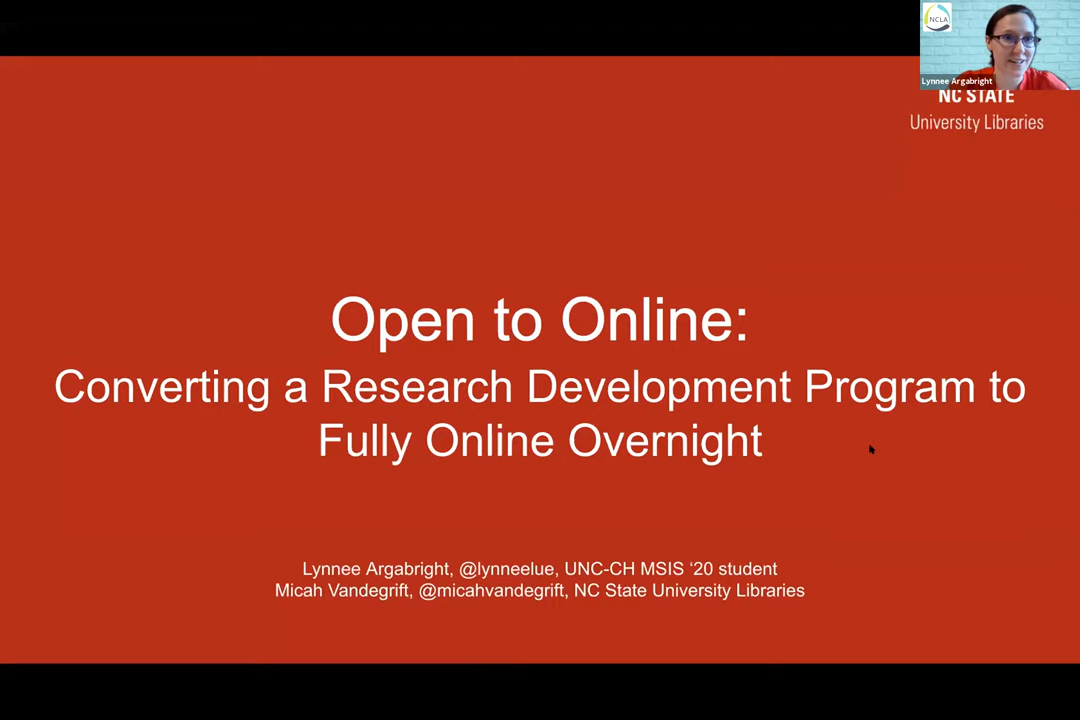 NCLA
Lynnee Argabright
NC STATE
University Libraries
Open to Online:
Converting a Research Development Program to
Fully Online Overnight
Lynnee Argabright, @lynneelue, UNC-CH MSIS ‘20 student
Micah Vandegrift, @micahvandegrift, NC State University Libraries